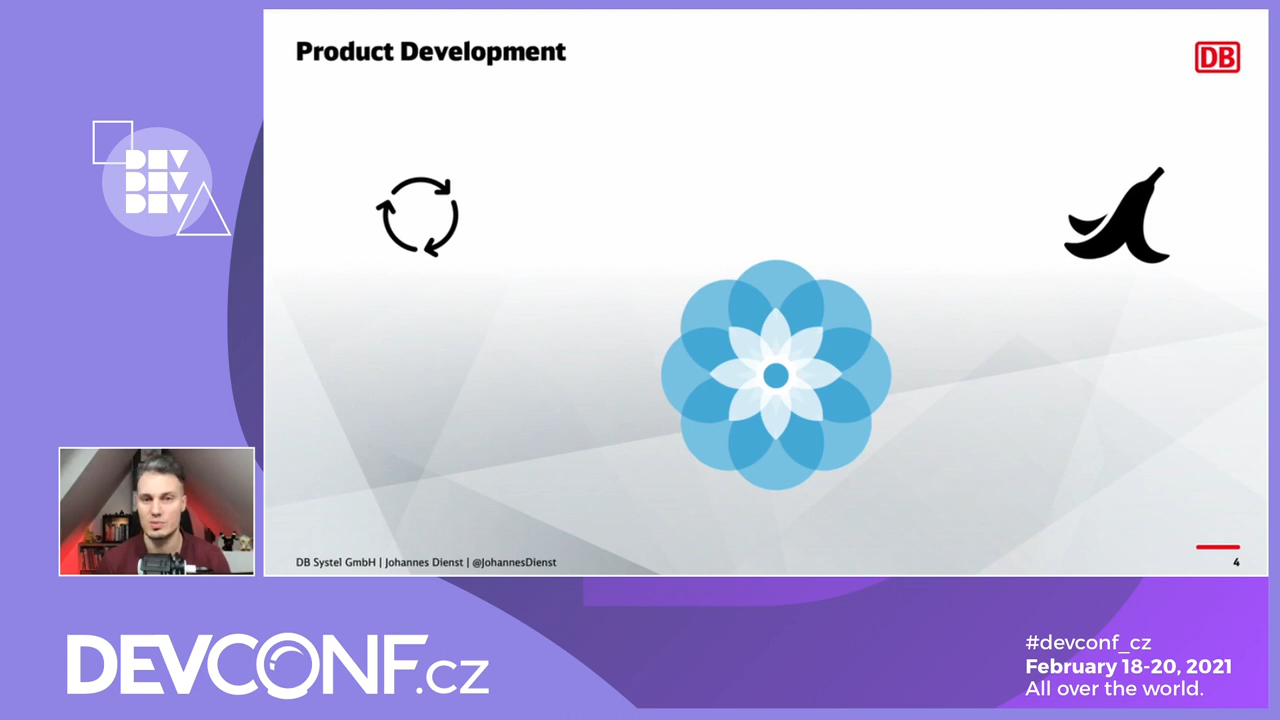 Product Development
DB
DEV
DEV
DEV
DB Systel GmbH | Johannes Dienst | @JohannesDienst
4
DEVCONF.cz
#devconf_cz
February 18-20, 2021
All over the world.